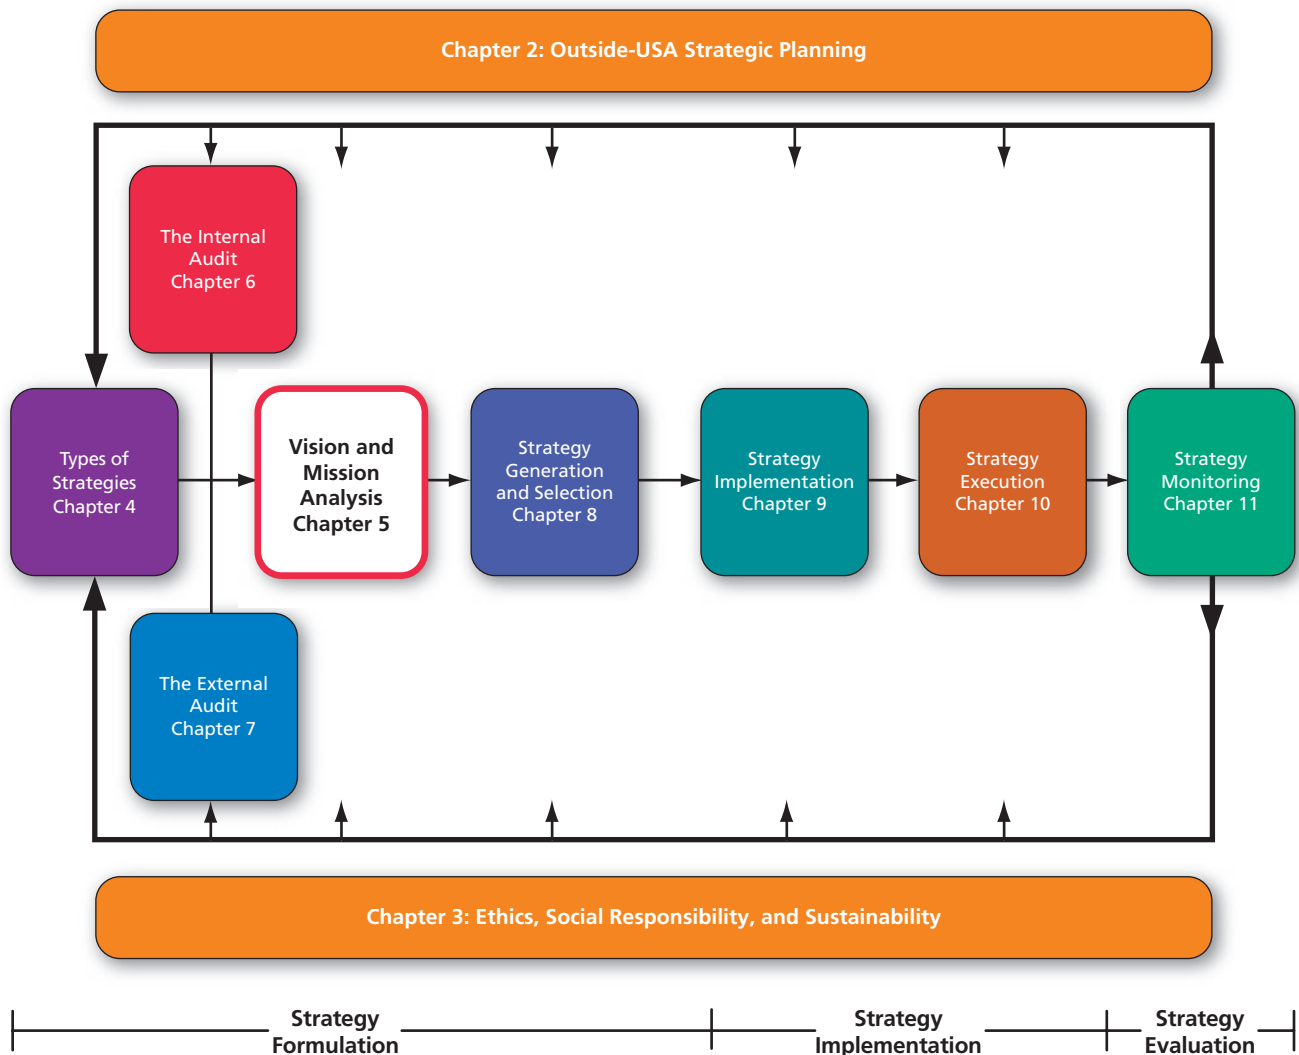 Chapter 2: Outside-USA Strategic Planning
The Internal
Audit
Chapter 6
Types of
Strategies
Chapter 4
Vision and
Mission
Analysis
Chapter 5
Strategy
Generation
and Selection
Chapter 8
Strategy
Implementation
Chapter 9
Strategy
Execution
Chapter 10
Strategy
Monitoring
Chapter 11
The External
Audit
Chapter 7
Chapter 3: Ethics, Social Responsibility, and Sustainability
Strategy
Formulation
Strategy
Implementation
Strategy
Evaluation